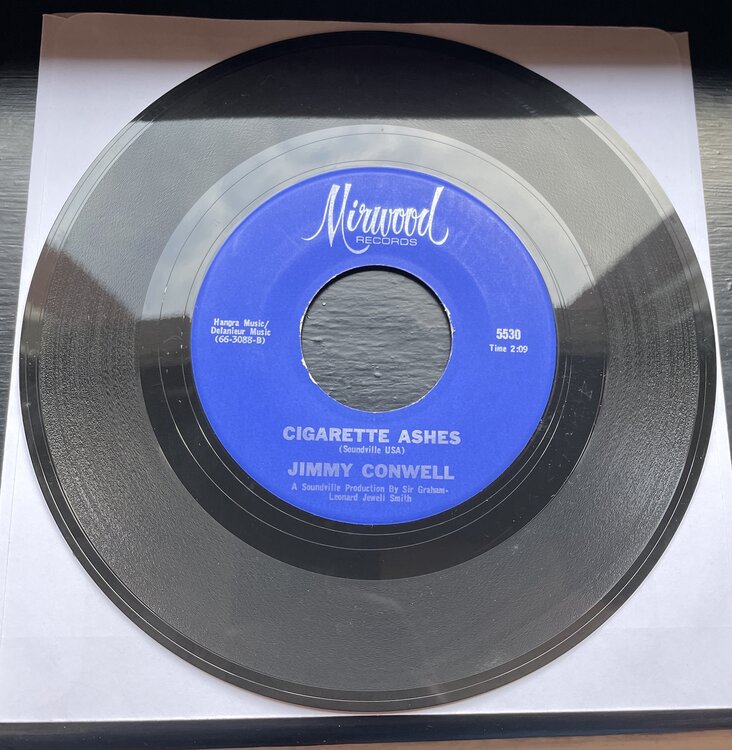 Mirwood
RECORDS
Hangra Music/
Delanieur Music
(66-3088-B)
5530
Time 2:09
CIGARETTE ASHES
(Soundville USA)
JIMMY CONWELL
A Soundville Production By Sir Graham-
Leonard Jewell Smith